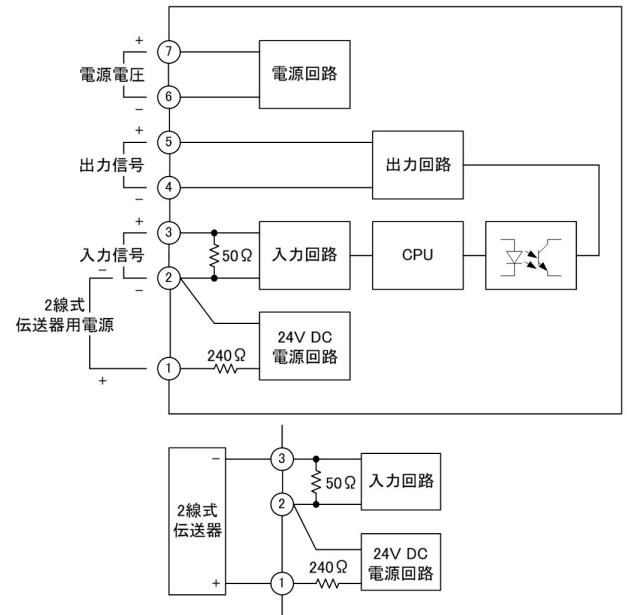 +
7
電源電圧
電源回路
6
−
+
5
出力信号
出力回路
4
−
+
3
入力信号
50Ω
入力回路
CPU
−
2
−
2線式
伝送器用電源
24V DC
電源回路
240Ω
+
1
−
3
50Ω
入力回路
2
2線式
伝送器
24V DC
電源回路
240Ω
+
1